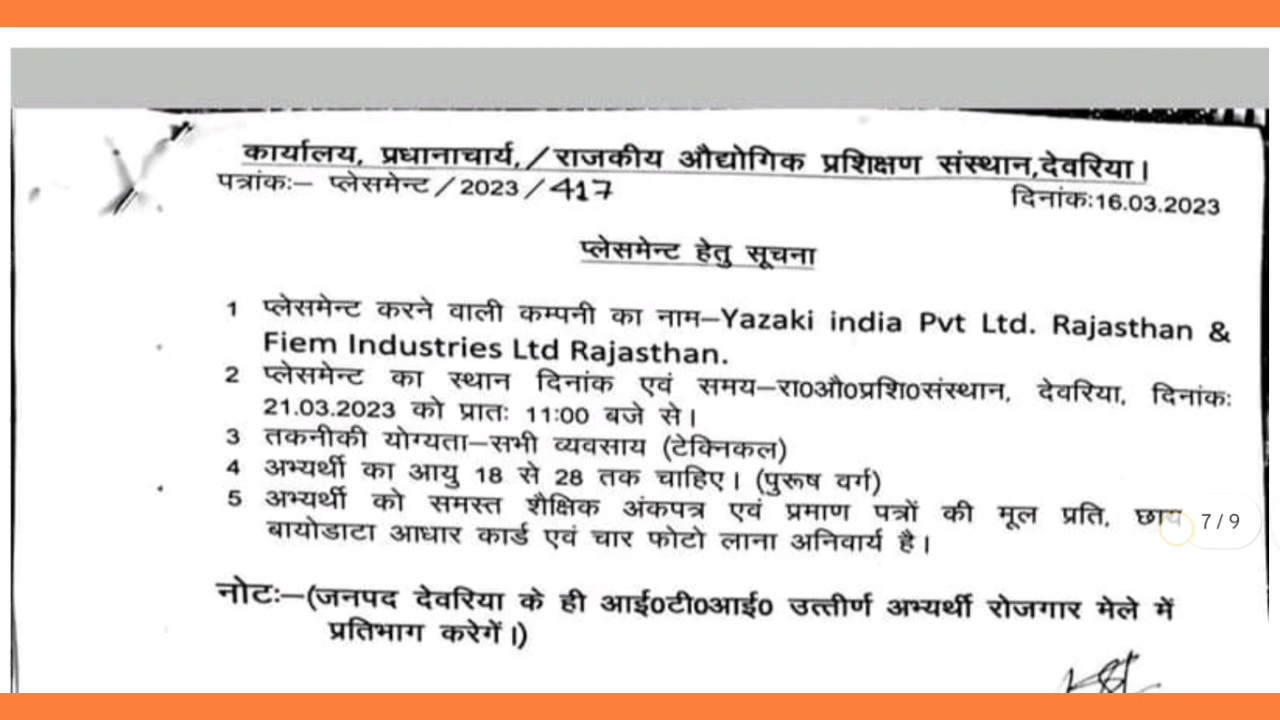 कार्यालय, प्रधानाचार्य,/राजकीय औद्योगिक प्रशिक्षण संस्थान,देवरिया।
पत्रांकः– प्लेसमेन्ट/2023/417 दिनांकः16.03.2023
प्लेसमेन्ट हेतु सूचना
1 प्लेसमेन्ट करने वाली कम्पनी का नाम–Yazaki india Pvt Ltd. Rajasthan &
Fiem Industries Ltd Rajasthan.
2 प्लेसमेन्ट का स्थान दिनांक एवं समय–रा0औ0प्रशि0संस्थान, देवरिया, दिनांकः
21.03.2023 को प्रातः 11:00 बजे से।
3 तकनीकी योग्यता–सभी व्यवसाय (टेक्निकल)
4 अभ्यर्थी का आयु 18 से 28 तक चाहिए। (पुरूष वर्ग)
5 अभ्यर्थी को समस्त शैक्षिक अंकपत्र एवं प्रमाण पत्रों की मूल प्रति,
7/9
बायोडाटा आधार कार्ड एवं चार फोटो लाना अनिवार्य है।
नोटः–(जनपद देवरिया के ही आई0टी0आई0 उत्तीर्ण अभ्यर्थी रोजगार मेले में
प्रतिभाग करेगें।)